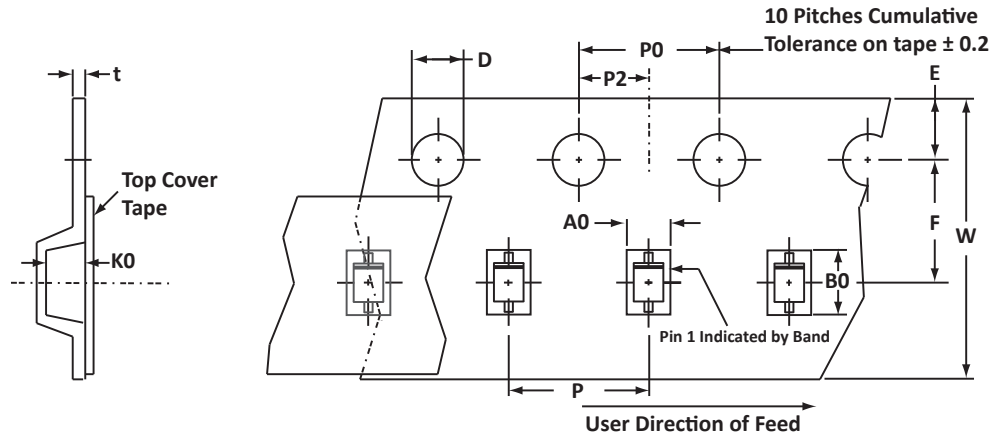 10 Pitches Cumulative
Tolerance on tape ± 0.2
P0
D
P2
E
t
Top Cover
Tape
A0
F
W
K0
B0
Pin 1 Indicated by Band
P
User Direction of Feed